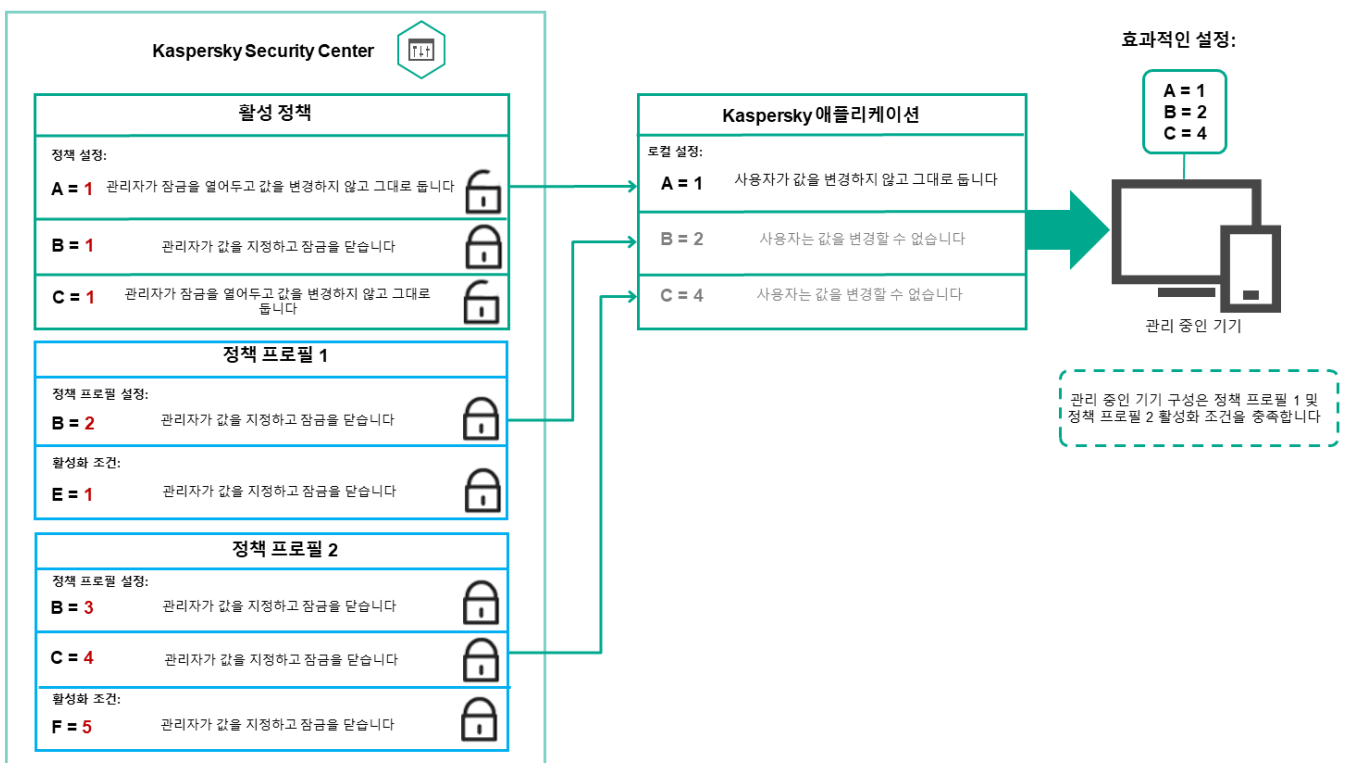 Kaspersky Security Center
활성 정책
정책 설정:
A = 1 관리자가 잠금을 열어두고 값을 변경하지 않고 그대로 둡니다
B = 1 관리자가 값을 지정하고 잠금을 닫습니다
C = 1 관리자가 잠금을 열어두고 값을 변경하지 않고 그대로
둡니다
정책 프로필 1
정책 프로필 설정:
B = 2 관리자가 값을 지정하고 잠금을 닫습니다
활성화 조건:
E = 1 관리자가 값을 지정하고 잠금을 닫습니다
정책 프로필 2
정책 프로필 설정:
B = 3 관리자가 값을 지정하고 잠금을 닫습니다
C = 4 관리자가 값을 지정하고 잠금을 닫습니다
활성화 조건:
F = 5 관리자가 값을 지정하고 잠금을 닫습니다
Kaspersky 애플리케이션
로컬 설정:
A = 1 사용자가 값을 변경하지 않고 그대로 둡니다
B = 2 사용자는 값을 변경할 수 없습니다
C = 4 사용자는 값을 변경할 수 없습니다
효과적인 설정:
A = 1
B = 2
C = 4
관리 중인 기기
관리 중인 기기 구성은 정책 프로필 1 및
정책 프로필 2 활성화 조건을 충족합니다